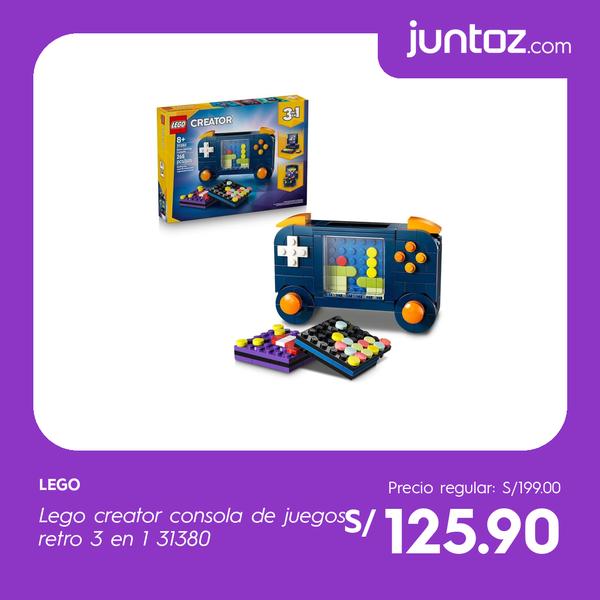 juntoz.com
LEGO CREATOR
3in1
8+
LEGO
Precio regular: S/199.00
Lego creator consola de juegos
retro 3 en 1 31380
S/ 125.90